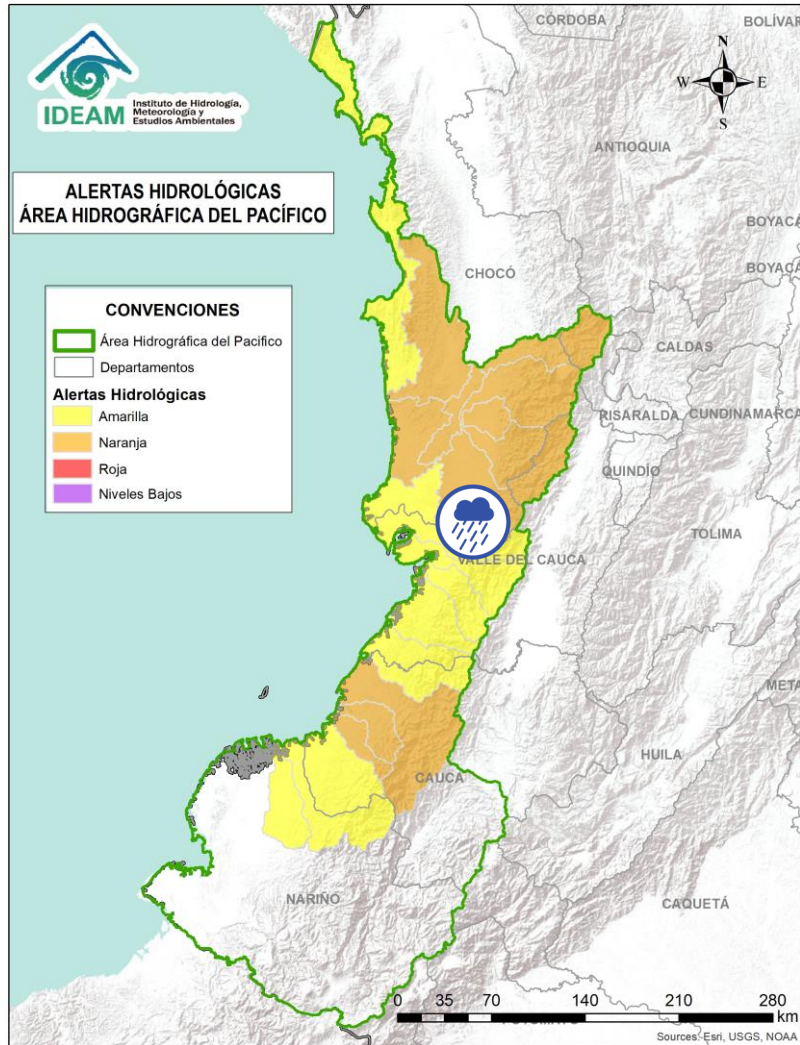 CÓRDOBA
BOLÍVAR
N
W E
S
IDEAM
Instituto de Hidrología,
Meteorología y
Estudios Ambientales
ANTIOQUIA
ALERTAS HIDROLÓGICAS
ÁREA HIDROGRÁFICA DEL PACÍFICO
BOYACÁ
BOYACÁ
CHOCÓ
CONVENCIONES
Área Hidrográfica del Pacifico
Departamentos
Alertas Hidrológicas
Amarilla
Naranja
Roja
Niveles Bajos
CALDAS
RISARALDA
CUNDINAMARCA
QUINDÍO
TOLIMA
VALLE DEL CAUCA
META
HUILA
CAUCA
NARIÑO
CAQUETÁ
0 35 70 140 210 280
km
Sources: Esri, USGS, NOAA